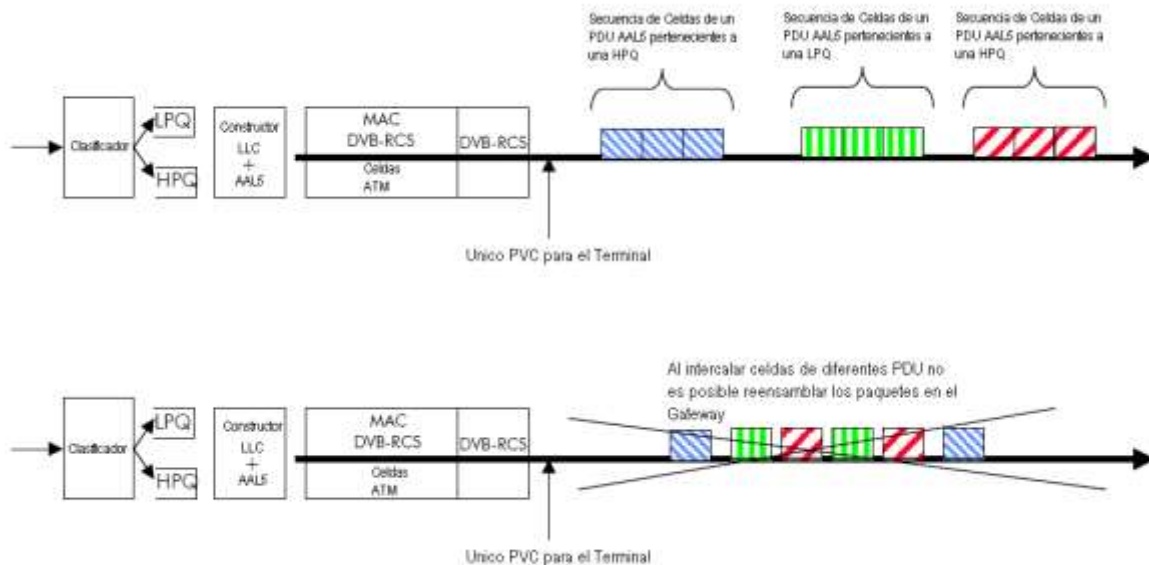 Secuencia de Celdas de un
PDU AAL5 pertenecientes a
una HPQ
Secuencia de Celdas de un
PDU AAL5 pertenecientes a
una LPQ
Secuencia de Celdas de un
PDU AAL5 pertenecientes a
una HPQ
Clasificador
LPQ
HPQ
Constructor
LLC
+
AAL5
MAC
DVB-RCS
Celdas
ATM
DVB-RCS
Unico PVC para el Terminal
Al intercalar celdas de diferentes PDU no
es posible reensamblar los paquetes en el
Gateway
Clasificador
LPQ
HPQ
Constructor
LLC
+
AAL5
MAC
DVB-RCS
Celdas
ATM
DVB-RCS
Unico PVC para el Terminal